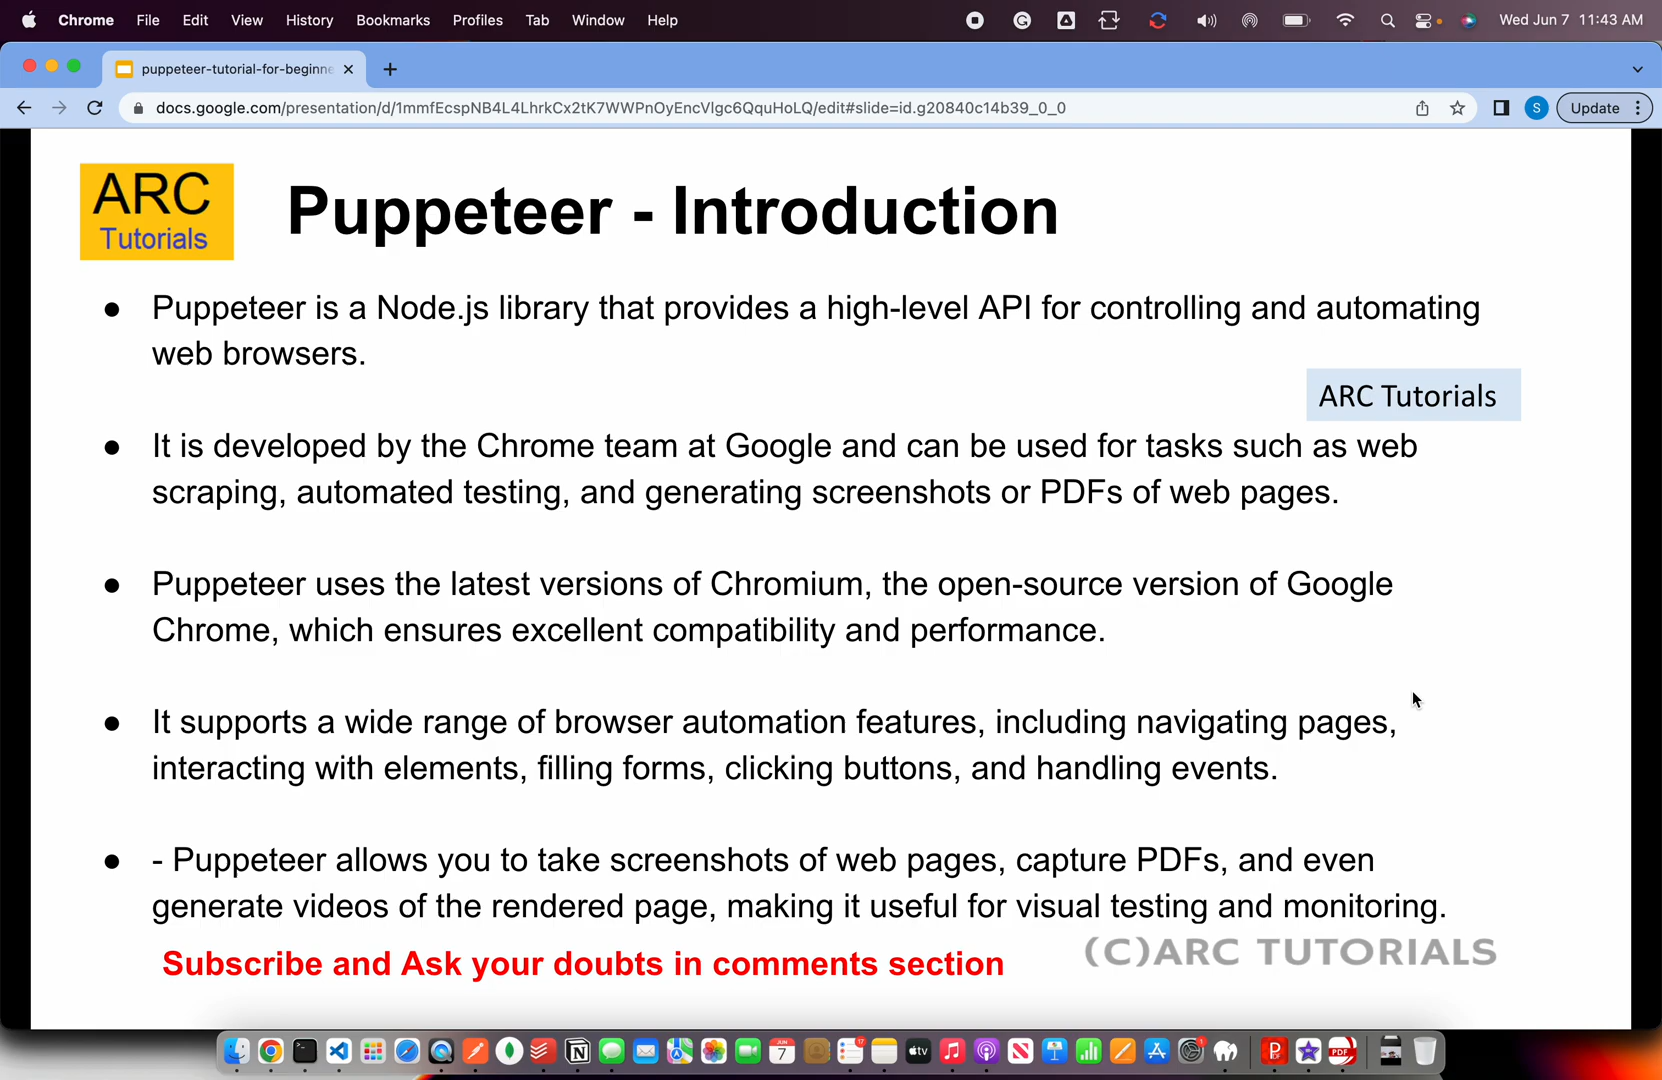 Chrome File Edit View History Bookmarks Profiles Tab Window Help Wed Jun 7 11:43 AM
puppeteer-tutorial-for-beginne
docs.google.com/presentation/d/1mmfEcspNB4L4LhrkCx2tK7WWPnOyEncVlgc6QquHoLQ/edit#slide=id.g20840c14b39_0_0 S Update
ARC
Tutorials
Puppeteer - Introduction
● Puppeteer is a Node.js library that provides a high-level API for controlling and automating
web browsers.
ARC Tutorials
● It is developed by the Chrome team at Google and can be used for tasks such as web
scraping, automated testing, and generating screenshots or PDFs of web pages.
● Puppeteer uses the latest versions of Chromium, the open-source version of Google
Chrome, which ensures excellent compatibility and performance.
● It supports a wide range of browser automation features, including navigating pages,
interacting with elements, filling forms, clicking buttons, and handling events.
● - Puppeteer allows you to take screenshots of web pages, capture PDFs, and even
generate videos of the rendered page, making it useful for visual testing and monitoring.
Subscribe and Ask your doubts in comments section
(C)ARC TUTORIALS
JUN
7
17
tv
1
PDF